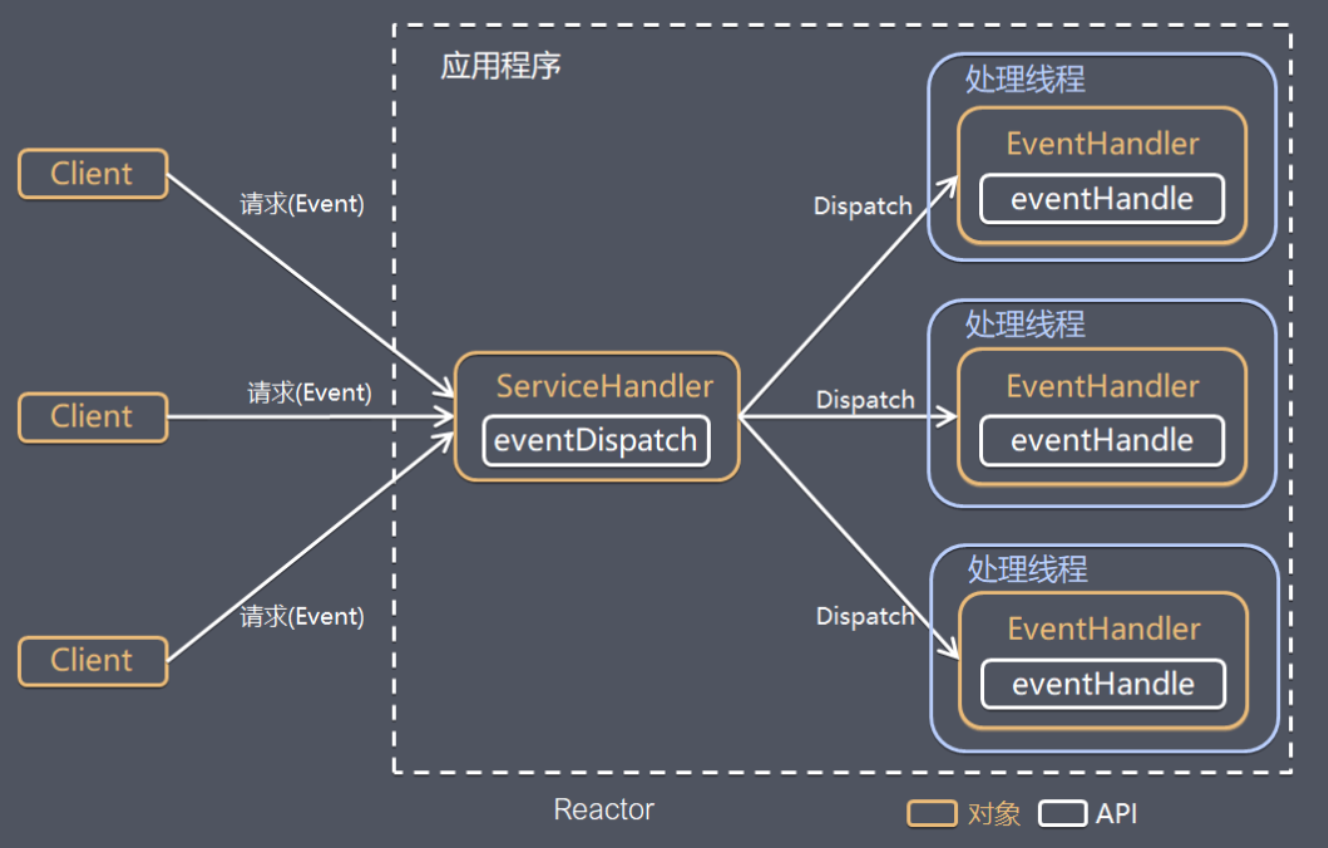 应用程序
处理线程
EventHandler
eventHandle
Client
请求(Event)
Dispatch
处理线程
EventHandler
eventHandle
Client
请求(Event)
ServiceHandler
eventDispatch
Dispatch
处理线程
EventHandler
eventHandle
Client
请求(Event)
Dispatch
Reactor
对象
API